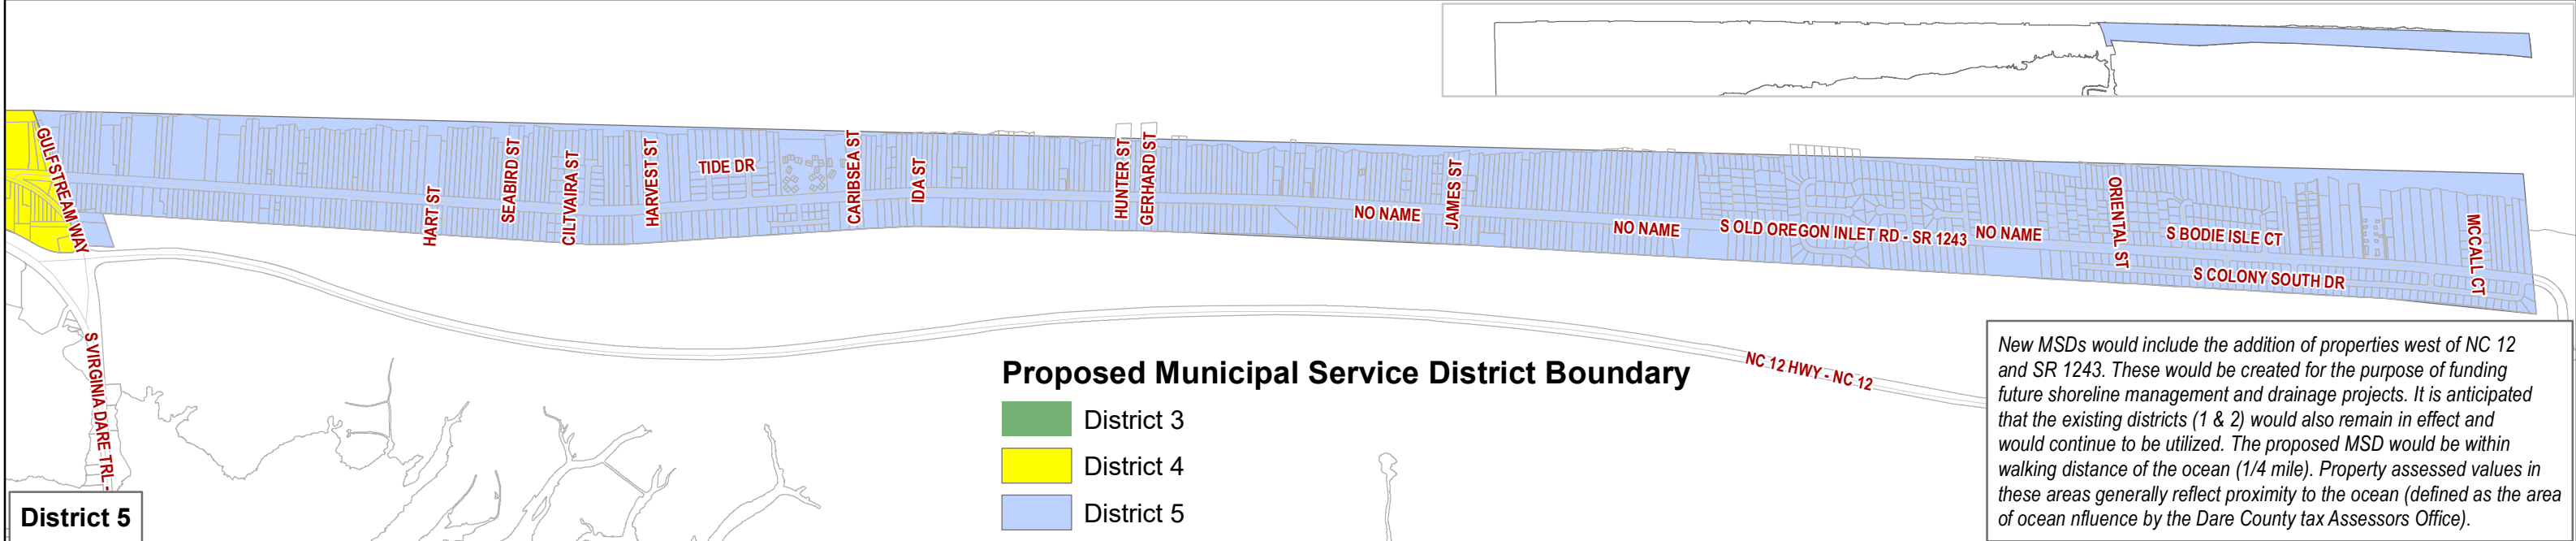 GULFSTREAM WAY
HART ST
SEABIRD ST
CILTVAIRA ST
HARVEST ST
TIDE DR
CARIBSEA ST
IDA ST
HUNTER ST
GERHARD ST
NO NAME
JAMES ST
NO NAME
S OLD OREGON INLET RD - SR 1243
NO NAME
ORIENTAL ST
S BODIE ISLE CT
S COLONY SOUTH DR
MCCALL CT
S VIRGINIA DARE TRL -
NC 12 HWY - NC 12
Proposed Municipal Service District Boundary
District 3
District 4
District 5
District 5
New MSDs would include the addition of properties west of NC 12
and SR 1243. These would be created for the purpose of funding
future shoreline management and drainage projects. It is anticipated
that the existing districts (1 & 2) would also remain in effect and
would continue to be utilized. The proposed MSD would be within
walking distance of the ocean (1/4 mile). Property assessed values in
these areas generally reflect proximity to the ocean (defined as the area
of ocean nfluence by the Dare County tax Assessors Office).